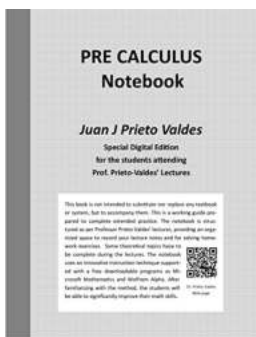 PRE CALCULUS
Notebook
Juan J Prieto Valdes
Special Digital Edition
for the students attending
Prof. Prieto-Valdes' Lectures
This book is not intended to substitute nor replace any textbook
or system, but to accompany them. This is a working guide pre-
pared to complete extended practice. The notebook is struc-
tured as per Professor Prieto Valdes' lectures, providing an orga-
nized space to record your lecture notes and for solving home-
work exercises. Some theoretical topics have to
be complete during the lectures. The notebook
uses an innovative instruction technique support-
ed with a free downloadable programs as Mi-
crosoft Mathematics and Wolfram Alpha. After
familiarizing with the method, the students will
be able to significantly improve their math skills.
Dr. Prieto Valdes
Web page